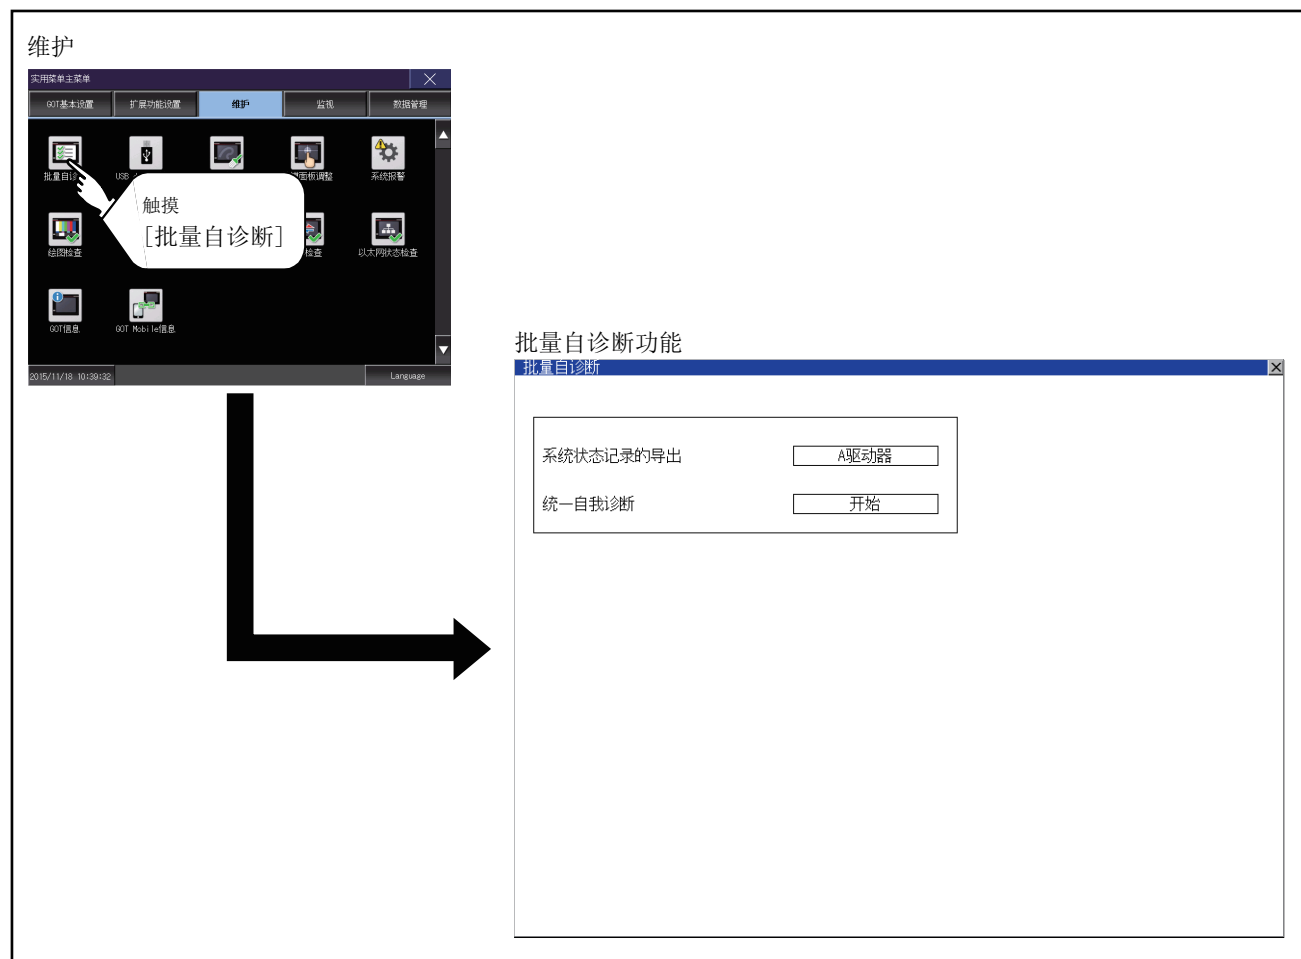 维护
实用菜单主菜单
GOT基本设置 扩展功能设置 维护 监视 数据管理
批量自诊 USB 面板调整 系统报警
触摸
[批量自诊断]
绘图检查 检查 以太网状态检查
GOT信息 GOT Mobile信息
2015/11/18 10:39:32 Language
批量自诊断功能
批量自诊断
系统状态记录的导出 A驱动器
统一自我诊断 开始